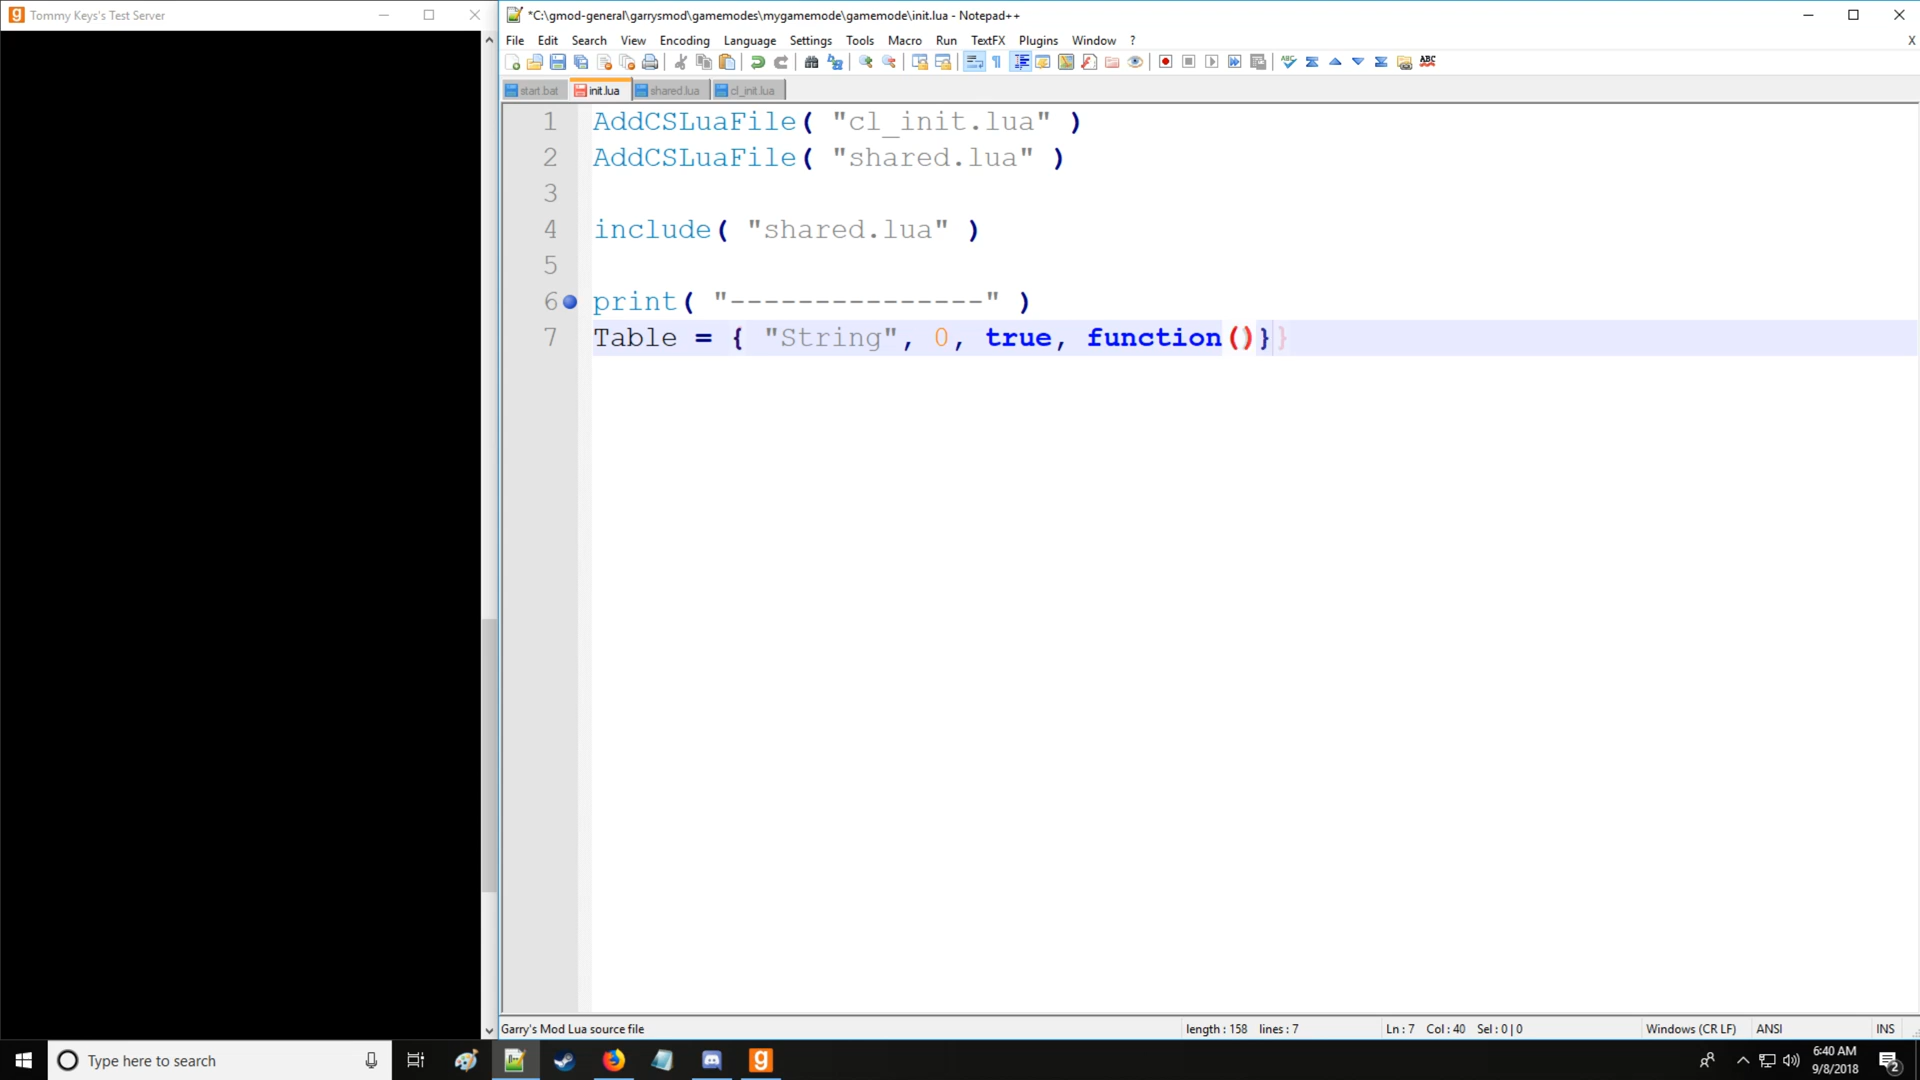 Tommy Keys's Test Server
*C:\gmod-general\garrysmod\gamemodes\mygamemode\gamemode\init.lua - Notepad++
File Edit Search View Encoding Language Settings Tools Macro Run TextFX Plugins Window ? X
start.bat init.lua shared.lua cl_init.lua
1 AddCSLuaFile( "cl_init.lua" )
2 AddCSLuaFile( "shared.lua" )
3
4 include( "shared.lua" )
5
6 print( "---------------" )
7 Table = { "String", 0, true, function()}}
Garry's Mod Lua source file length : 158 lines : 7 Ln : 7 Col : 40 Sel : 0 | 0 Windows (CR LF) ANSI INS
Type here to search
6:40 AM
9/8/2018
2